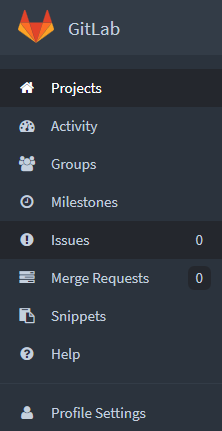 GitLab
Projects
Activity
Groups
Milestones
Issues 0
Merge Requests 0
Snippets
Help
Profile Settings